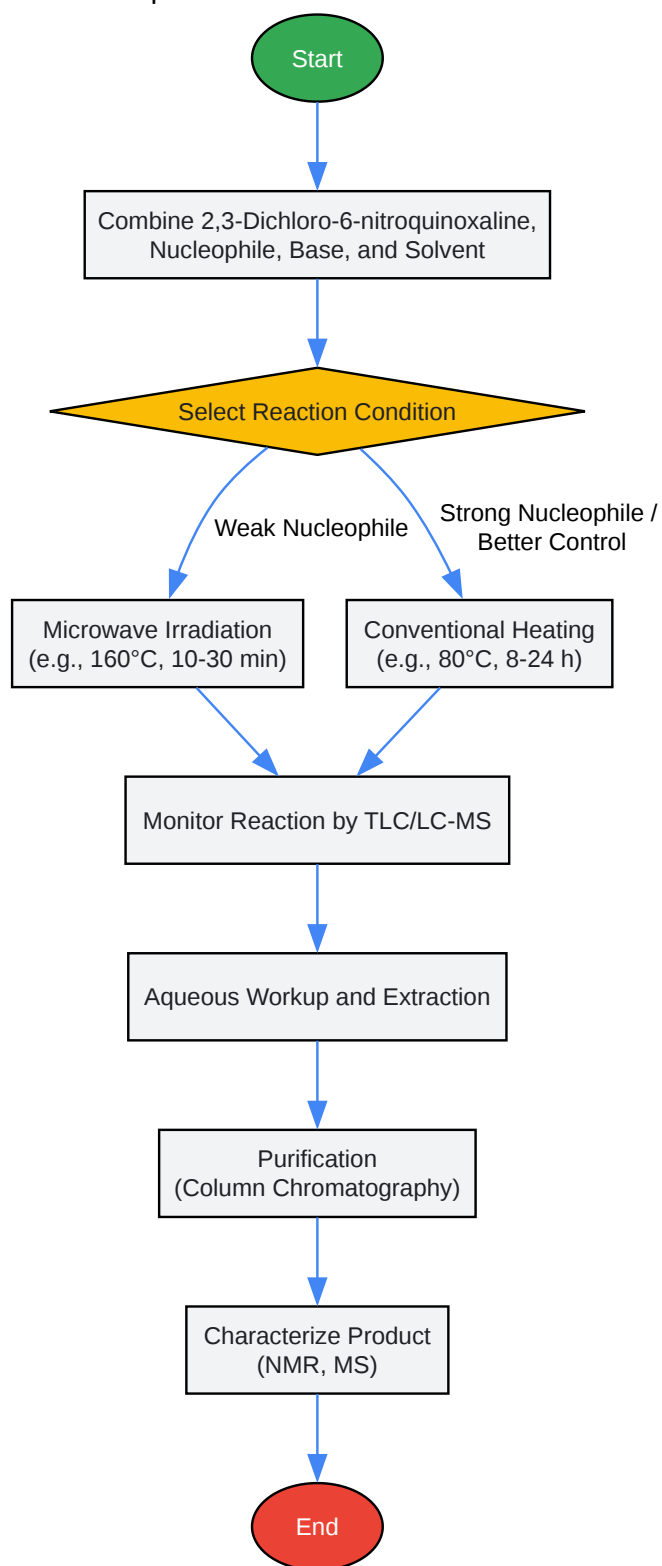 Start
Combine 2,3-Dichloro-6-nitroquinoxaline,
Nucleophile, Base, and Solvent
Select Reaction Condition
Weak Nucleophile
Strong Nucleophile /
Better Control
Microwave Irradiation
(e.g., 160°C, 10-30 min)
Conventional Heating
(e.g., 80°C, 8-24 h)
Monitor Reaction by TLC/LC-MS
Aqueous Workup and Extraction
Purification
(Column Chromatography)
Characterize Product
(NMR, MS)
End